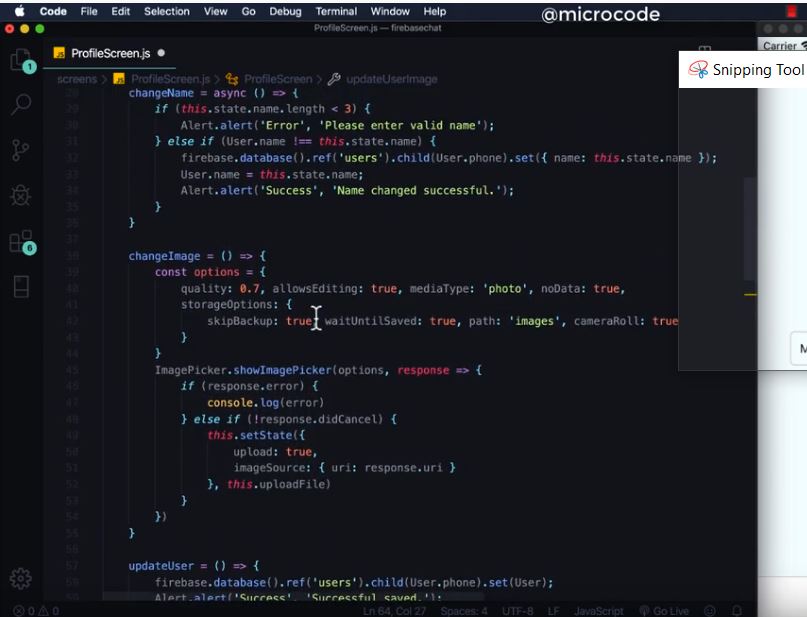 Code File Edit Selection View Go Debug Terminal Window Help
@microcode
ProfileScreen.js — firebasechat
JS ProfileScreen.js
Carrier
Snipping Tool
screens > JS ProfileScreen.js > ProfileScreen > updateUserImage
28 changeName = async () => {
29 if (this.state.name.length < 3) {
30 Alert.alert('Error', 'Please enter valid name');
31 } else if (User.name !== this.state.name) {
32 firebase.database().ref('users').child(User.phone).set({ name: this.state.name });
33 User.name = this.state.name;
34 Alert.alert('Success', 'Name changed successful.');
35 }
36 }
37
38 changeImage = () => {
39 const options = {
40 quality: 0.7, allowsEditing: true, mediaType: 'photo', noData: true,
41 storageOptions: {
42 skipBackup: true, waitUntilSaved: true, path: 'images', cameraRoll: true
43 }
44 }
45 ImagePicker.showImagePicker(options, response => {
46 if (response.error) {
47 console.log(error)
48 } else if (!response.didCancel) {
49 this.setState({
50 upload: true,
51 imageSource: { uri: response.uri }
52 }, this.uploadFile)
53 }
54 })
55 }
56
57 updateUser = () => {
58 firebase.database().ref('users').child(User.phone).set(User);
59 Alert.alert('Success', 'Successful saved.');
1
6
M
0 0 Ln 64, Col 27 Spaces: 4 UTF-8 LF JavaScript Go Live